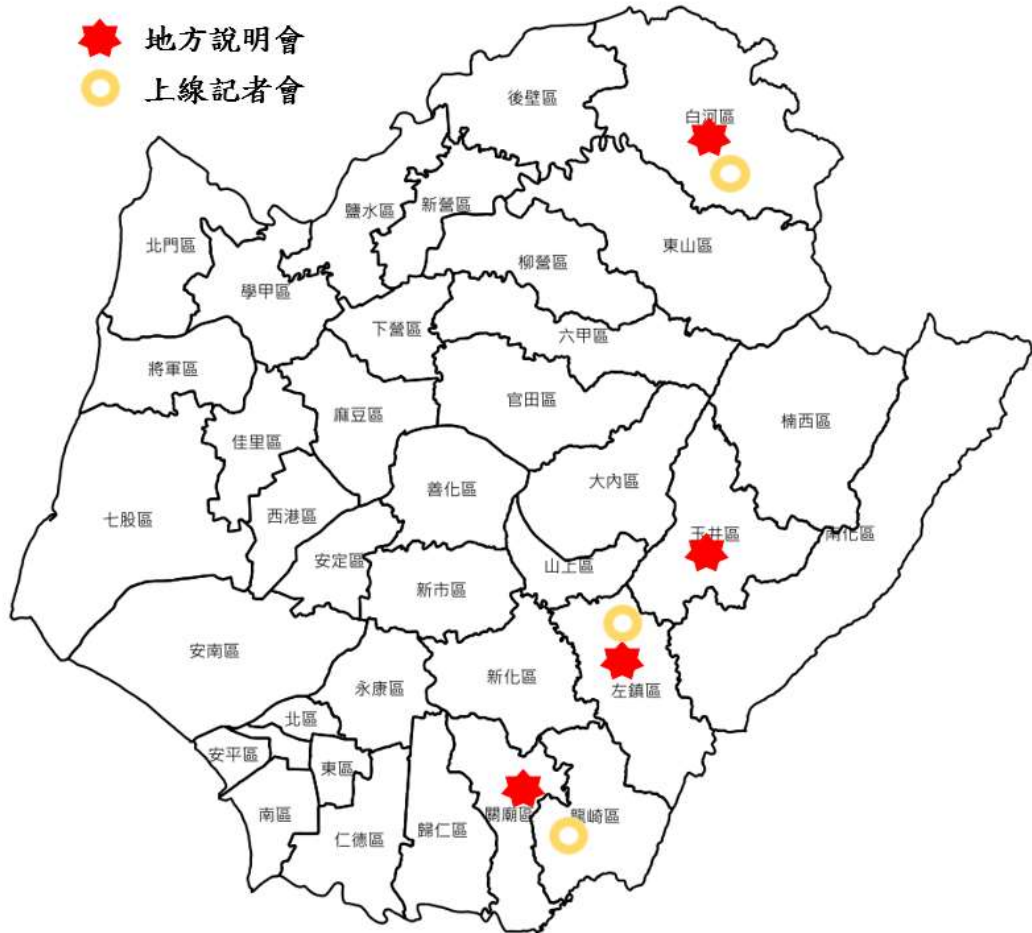 地方說明會
上線記者會
後壁區
白河區
鹽水區
新營區
北門區
東山區
柳營區
學甲區
下營區
六甲區
將軍區
官田區
麻豆區
楠西區
佳里區
大內區
善化區
西港區
七股區
玉井區
南化區
安定區
山上區
新市區
安南區
新化區
永康區
左鎮區
北區
安平區
東區
南區
關廟區
龍崎區
歸仁區
仁德區